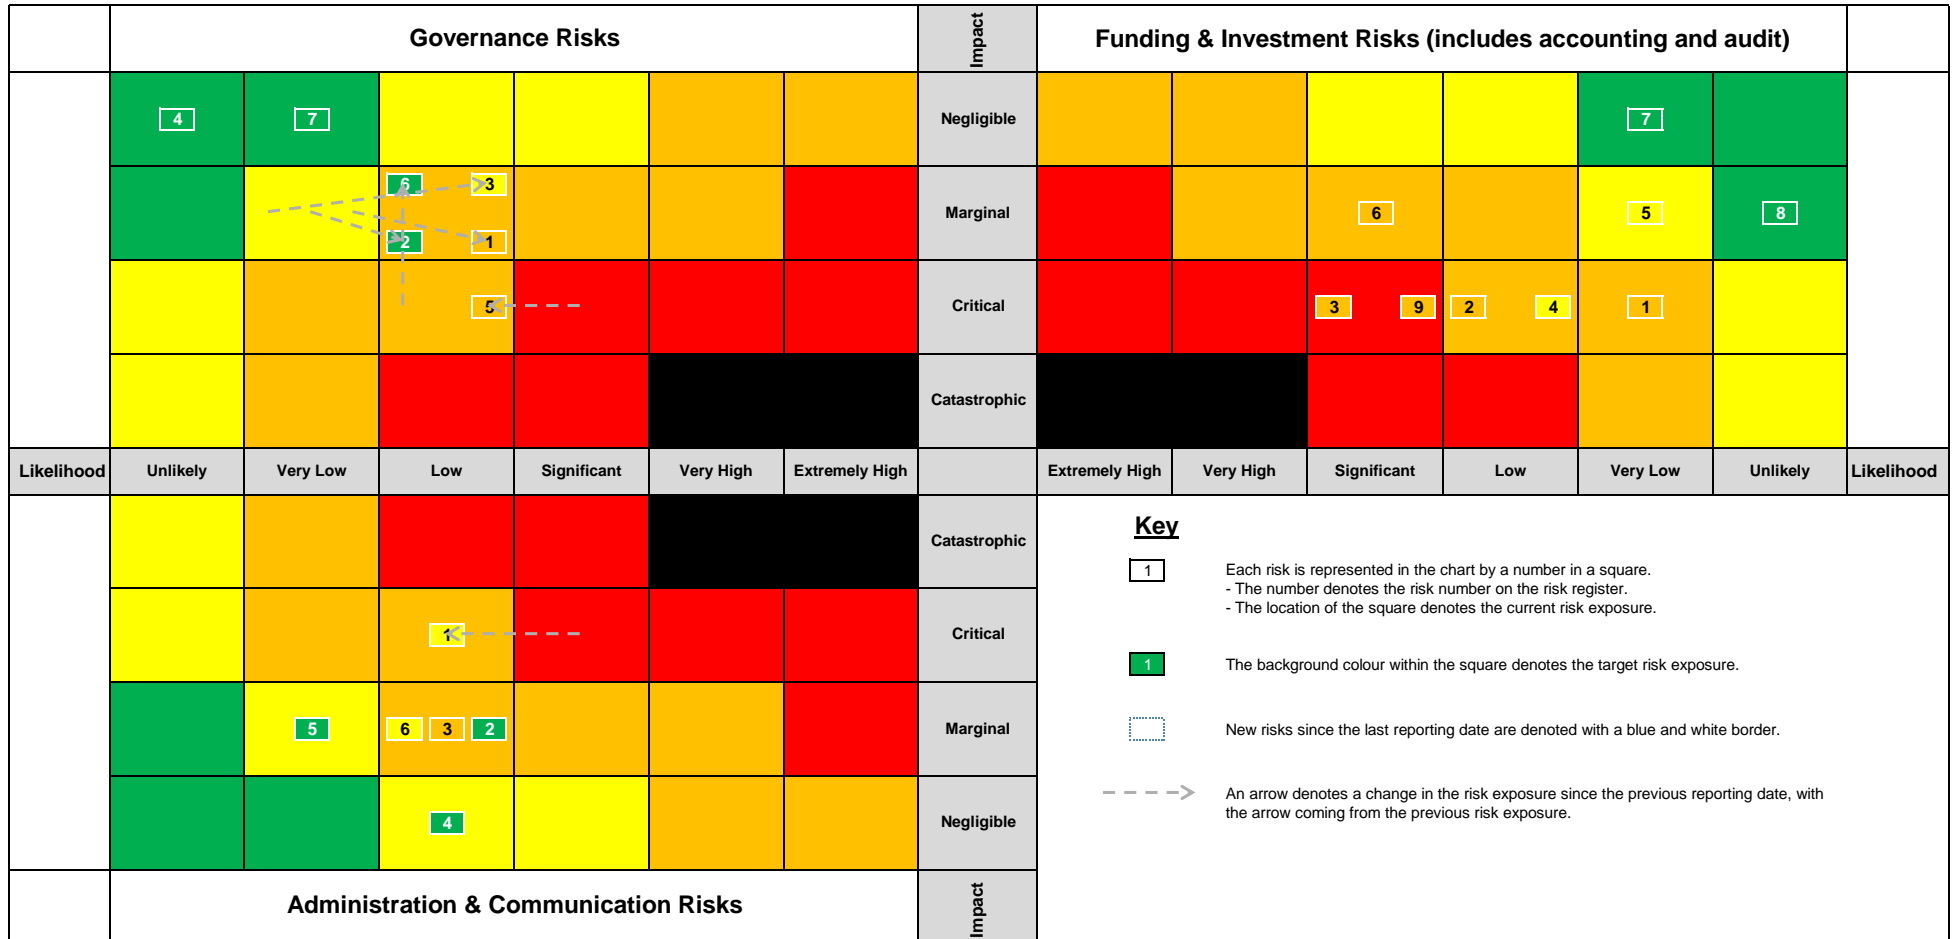 Governance Risks
Impact
Funding & Investment Risks (includes accounting and audit)
4
7
Negligible
7
6
3
2
1
Marginal
6
5
8
5
Critical
3
9
2
4
1
Catastrophic
Likelihood
Unlikely
Very Low
Low
Significant
Very High
Extremely High
Extremely High
Very High
Significant
Low
Very Low
Unlikely
Likelihood
Catastrophic
1
Critical
5
6
3
2
Marginal
4
Negligible
Administration & Communication Risks
Impact
Key
1
Each risk is represented in the chart by a number in a square.
- The number denotes the risk number on the risk register.
- The location of the square denotes the current risk exposure.
1
The background colour within the square denotes the target risk exposure.
New risks since the last reporting date are denoted with a blue and white border.
An arrow denotes a change in the risk exposure since the previous reporting date, with
the arrow coming from the previous risk exposure.